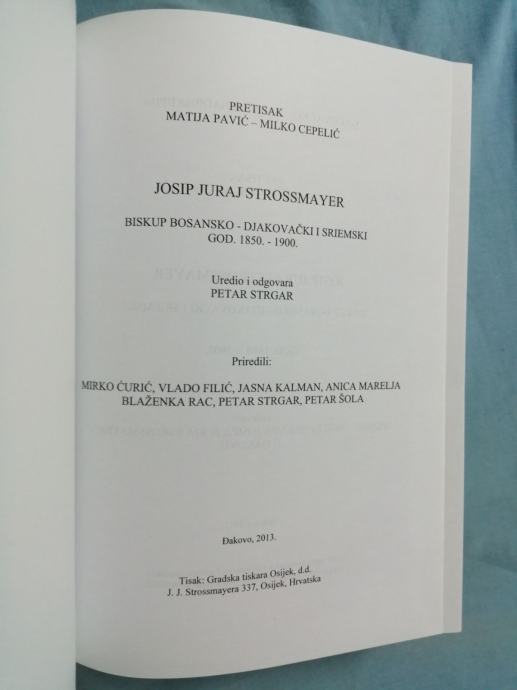 PRETISAK
MATIJA PAVIĆ – MILKO CEPELIĆ
JOSIP JURAJ STROSSMAYER
BISKUP BOSANSKO - DJAKOVAČKI I SRIEMSKI
GOD. 1850. - 1900.
Uredio i odgovara
PETAR STRGAR
Priredili:
MIRKO ĆURIĆ, VLADO FILIĆ, JASNA KALMAN, ANICA MARELJA
BLAŽENKA RAC, PETAR STRGAR, PETAR ŠOLA
Đakovo, 2013.
Tisak: Gradska tiskara Osijek, d.d.
J. J. Strossmayera 337, Osijek, Hrvatska